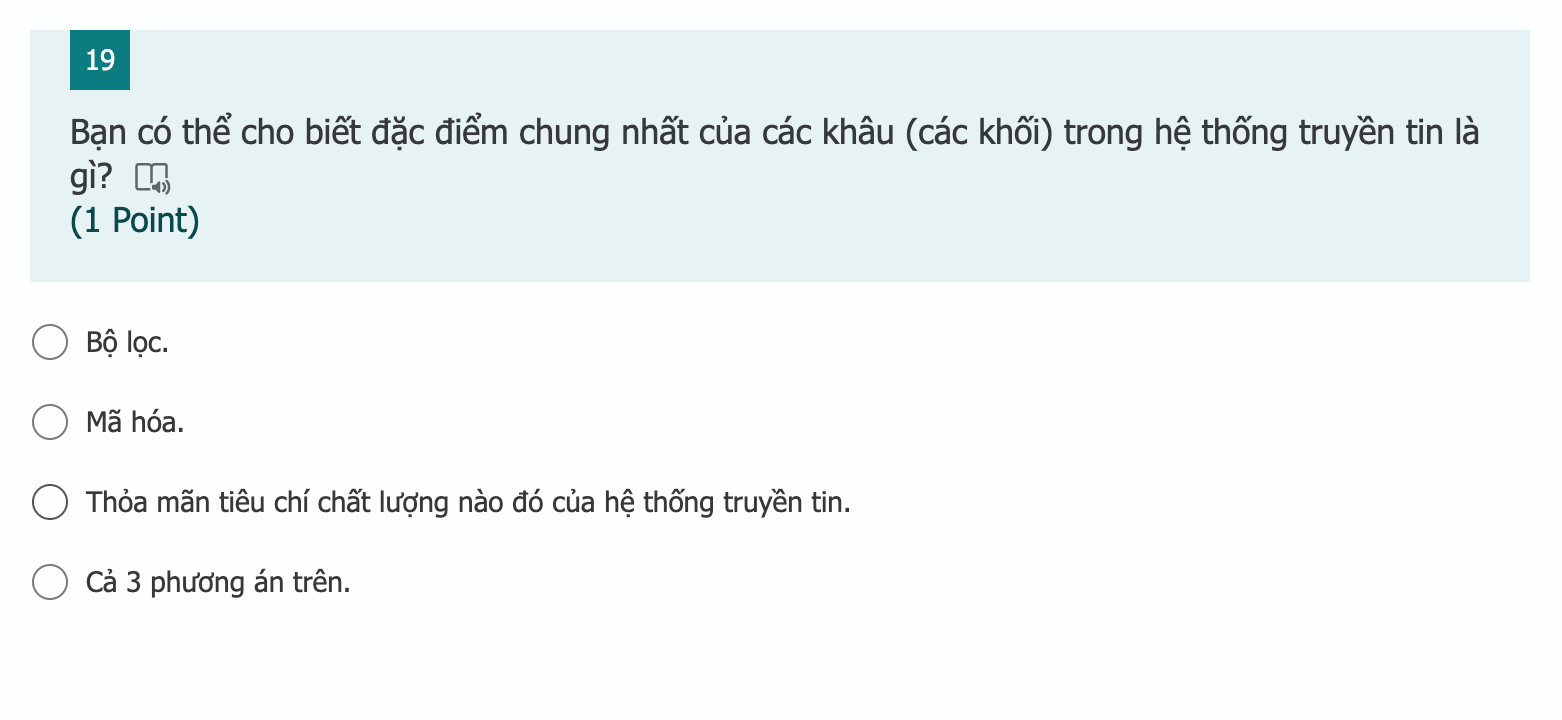 19
Bạn có thể cho biết đặc điểm chung nhất của các khâu (các khối) trong hệ thống truyền tin là
gì?
(1 Point)
Bộ lọc.
Mã hóa.
Thỏa mãn tiêu chí chất lượng nào đó của hệ thống truyền tin.
Cả 3 phương án trên.